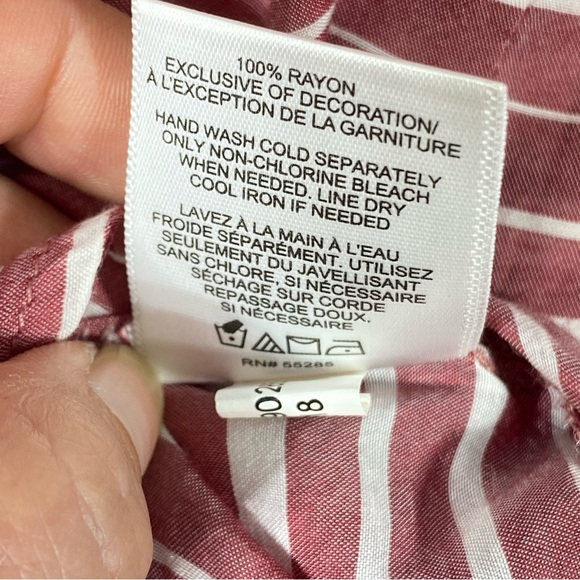 100% RAYON
EXCLUSIVE OF DECORATION/
À L'EXCEPTION DE LA GARNITURE
HAND WASH COLD SEPARATELY
ONLY NON-CHLORINE BLEACH
WHEN NEEDED. LINE DRY
COOL IRON IF NEEDED
LAVEZ À LA MAIN À L'EAU
FROIDE SÉPARÉMENT. UTILISEZ
SEULEMENT DU JAVELLISANT
SANS CHLORE, SI NÉCESSAIRE
SÉCHAGE SUR CORDE
REPASSAGE DOUX,
SI NÉCESSAIRE
RN# 55285
8